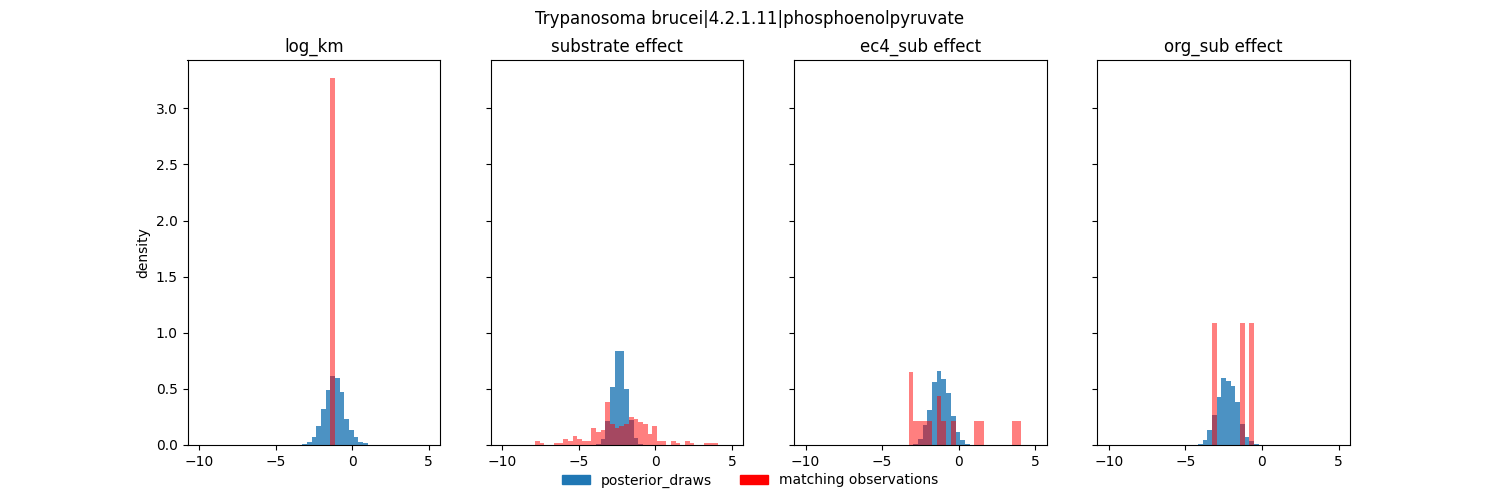 Trypanosoma brucei|4.2.1.11|phosphoenolpyruvate
log_km
substrate effect
ec4_sub effect
org_sub effect
density
3.0
2.5
2.0
1.5
1.0
0.5
0.0
−10 −5 0 5
−10 −5 0 5
−10 −5 0 5
−10 −5 0 5
posterior_draws
matching observations